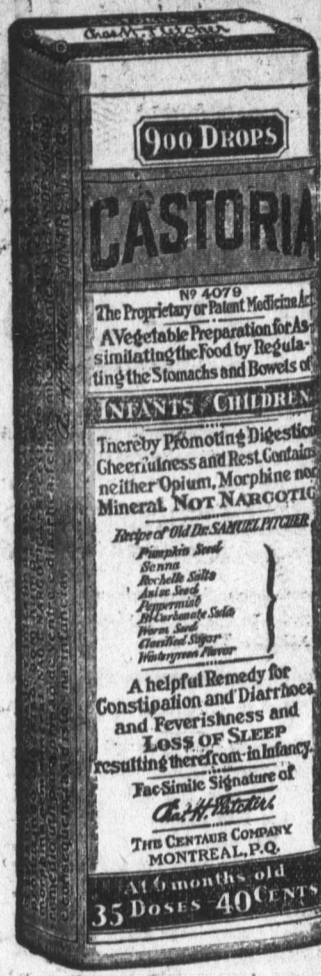 Chas. H. Fletcher
900 DROPS
CASTORIA
Nº 4079
The Proprietary or Patent Medicine Act
A Vegetable Preparation for As-
similating the Food by Regula-
ting the Stomachs and Bowels of
INFANTS CHILDREN
Thereby Promoting Digestion
Cheerfulness and Rest. Contains
neither Opium, Morphine nor
Mineral. NOT NARCOTIC
Recipe of Old Dr. SAMUEL PITCHER
Pumpkin Seed
Senna
Rochelle Salts
Anise Seed
Peppermint
Bi Carbonate Soda
Worm Seed
Clarified Sugar
Wintergreen Flavor
A helpful Remedy for
Constipation and Diarrhoea
and Feverishness and
LOSS OF SLEEP
resulting therefrom-in Infancy.
Fac-Simile Signature of
Chas. H. Fletcher.
THE CENTAUR COMPANY
MONTREAL, P.Q.
At 6 months old
35 DOSES - 40 CENTS